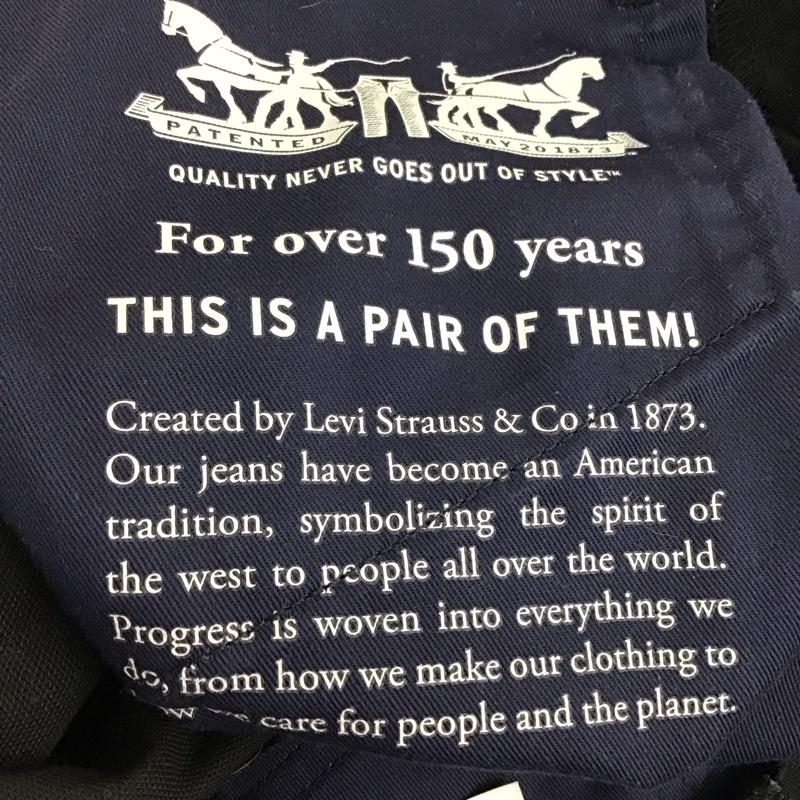 PATENTED MAY 20 1873
QUALITY NEVER GOES OUT OF STYLE™
For over 150 years
THIS IS A PAIR OF THEM!
Created by Levi Strauss & Co in 1873.
Our jeans have become an American
tradition, symbolizing the spirit of
the west to people all over the world.
Progress is woven into everything we
do, from how we make our clothing to
how we care for people and the planet.